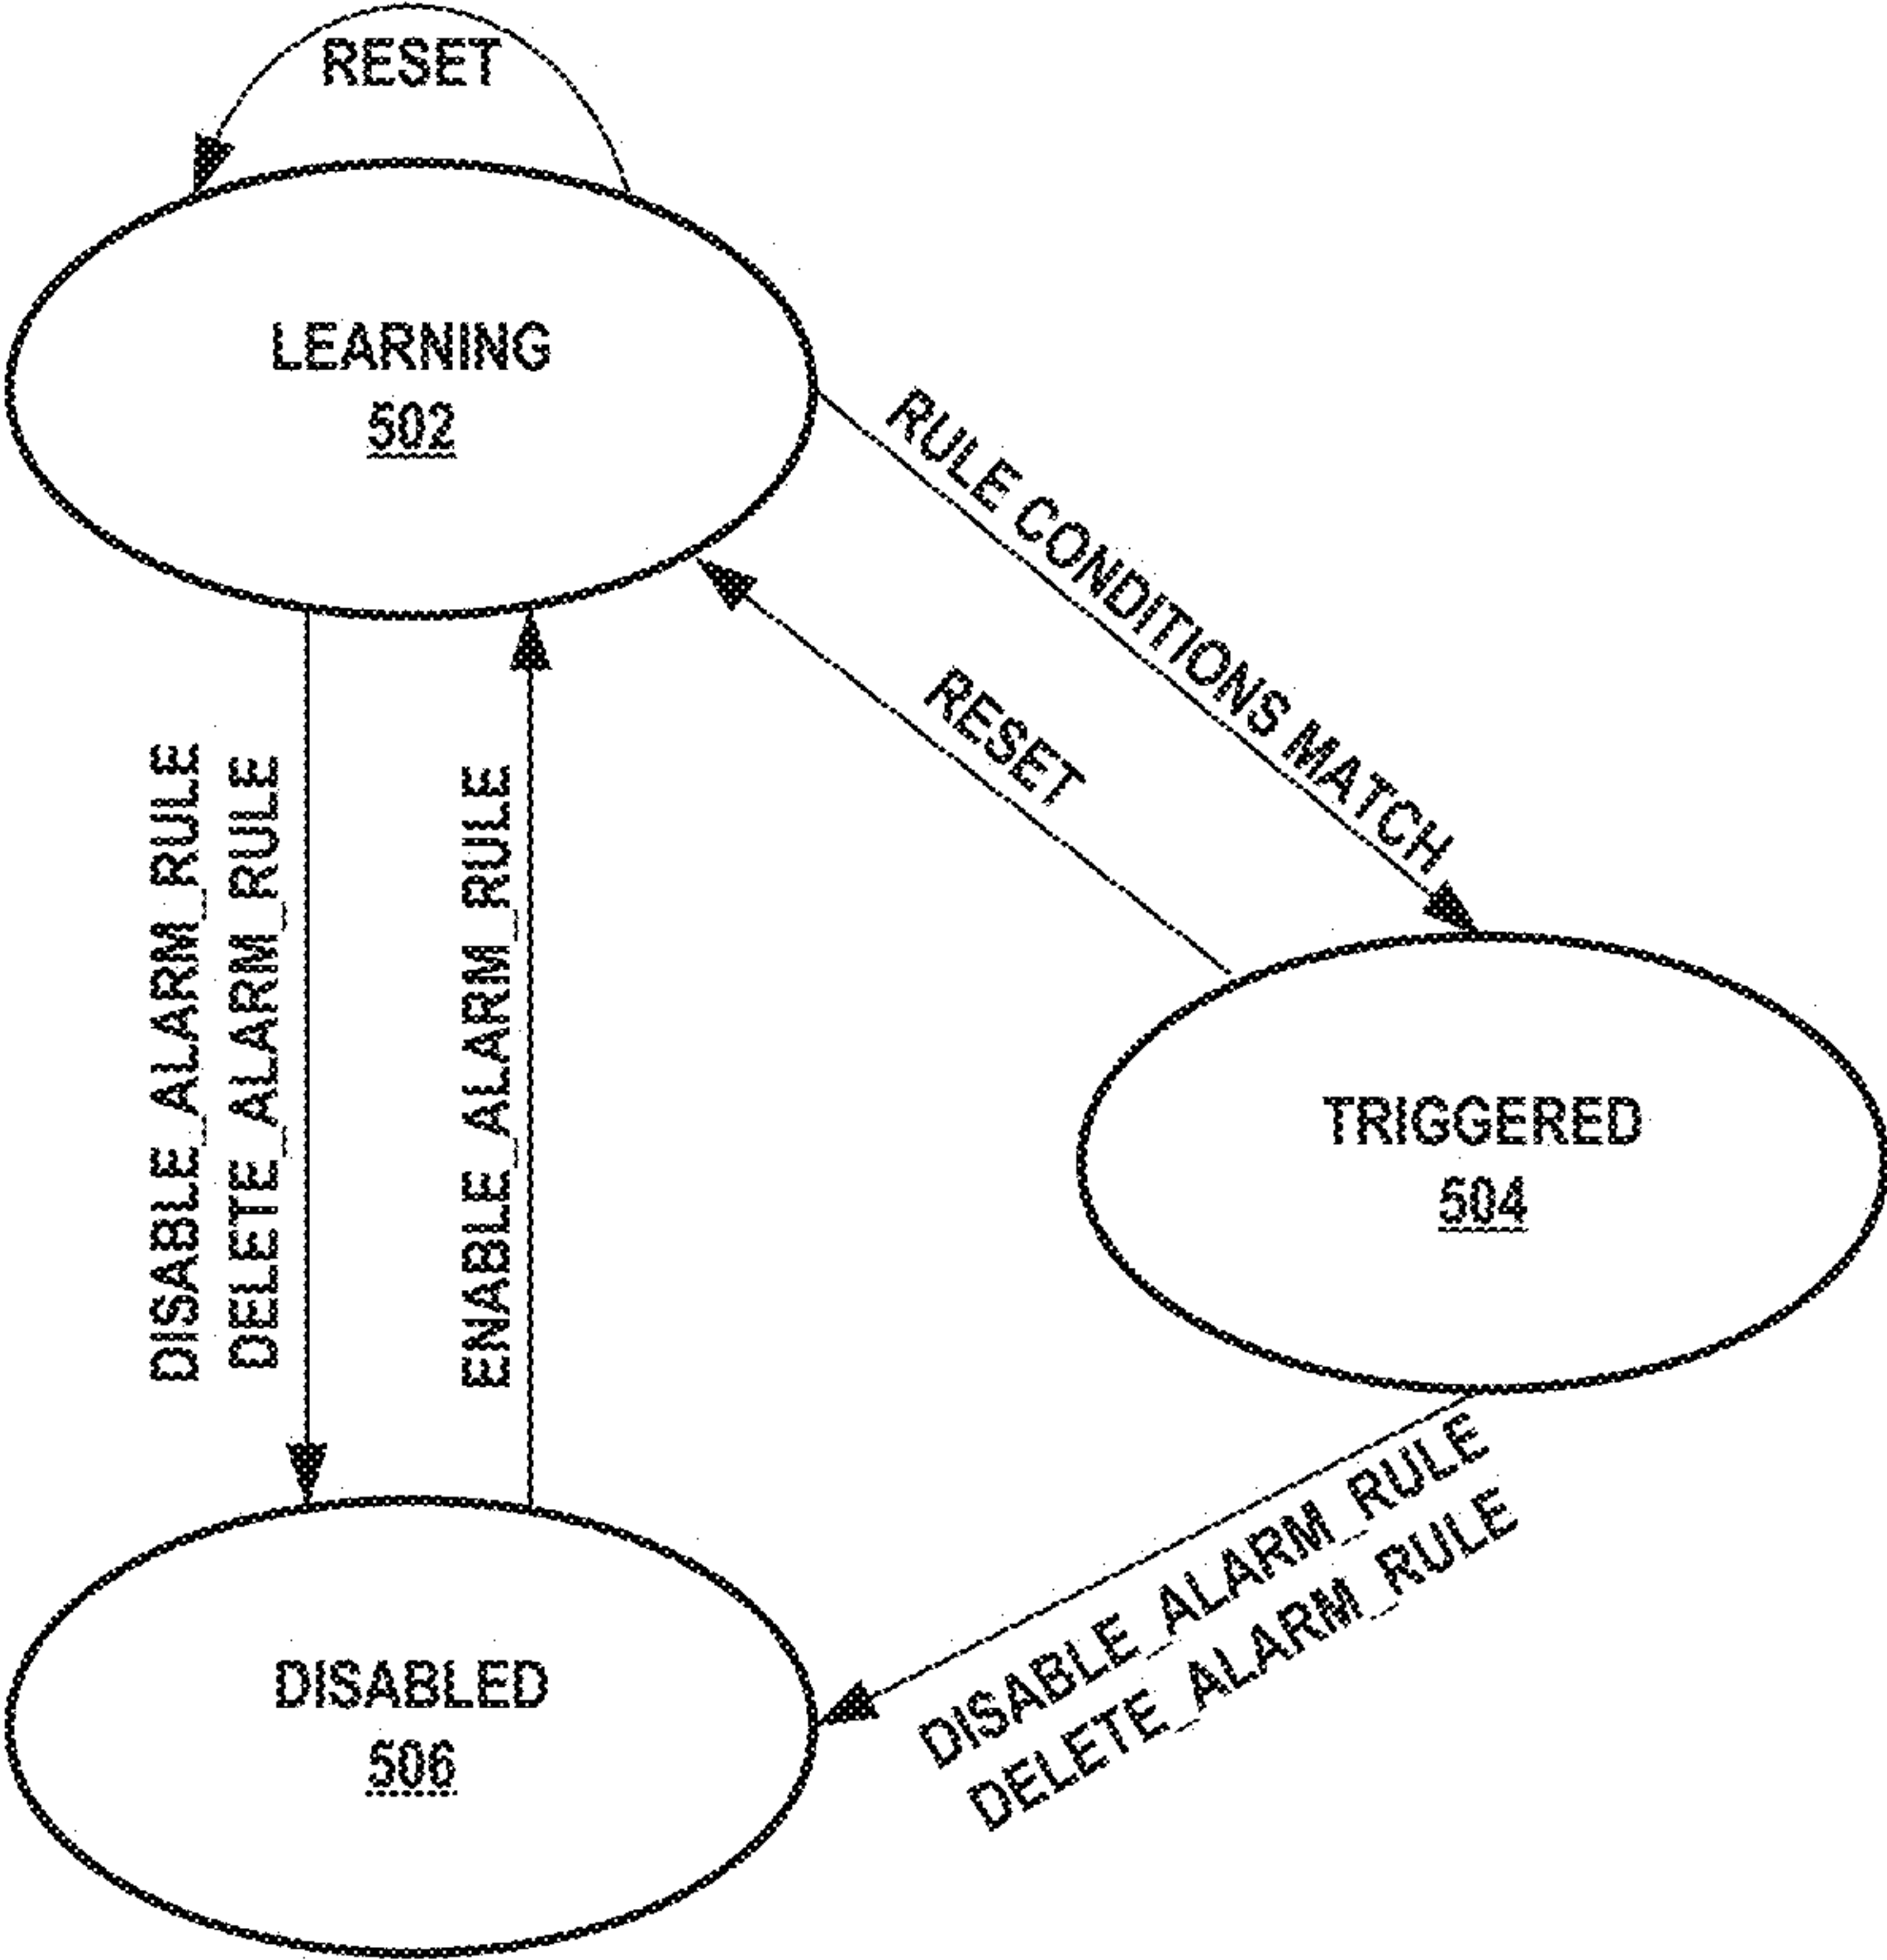 RESET
LEARNING
502
RULE CONDITIONS MATCH
RESET
DISABLE_ALARM_RULE
DELETE_ALARM_RULE
ENABLE_ALARM_RULE
TRIGGERED
504
DISABLE_ALARM_RULE
DELETE_ALARM_RULE
DISABLED
506